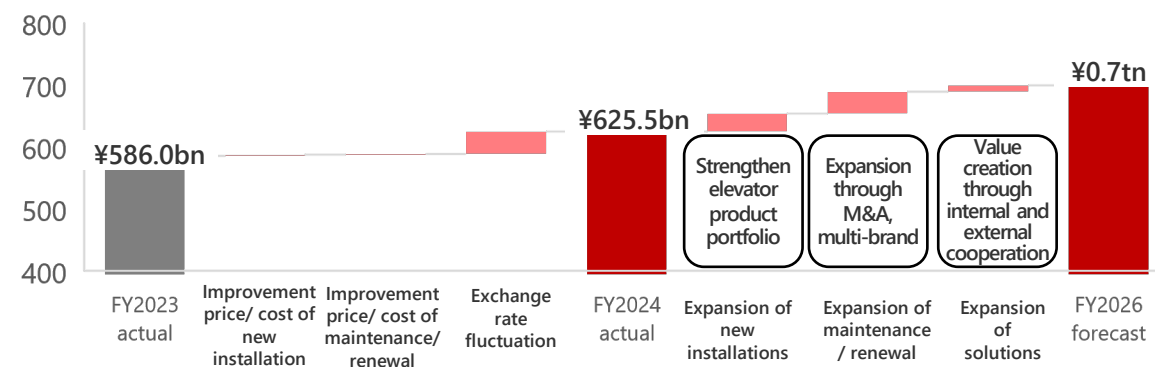 800
700
600
500
400
¥586.0bn
¥625.5bn
¥0.7tn
Strengthen
elevator
product
portfolio
Expansion
through
M&A,
multi-brand
Value
creation
through
internal and
external
cooperation
FY2023
actual
Improvement
price/ cost of
new
installation
Improvement
price/ cost of
maintenance/
renewal
Exchange
rate
fluctuation
FY2024
actual
Expansion of
new
installations
Expansion of
maintenance
/ renewal
Expansion
of
solutions
FY2026
forecast